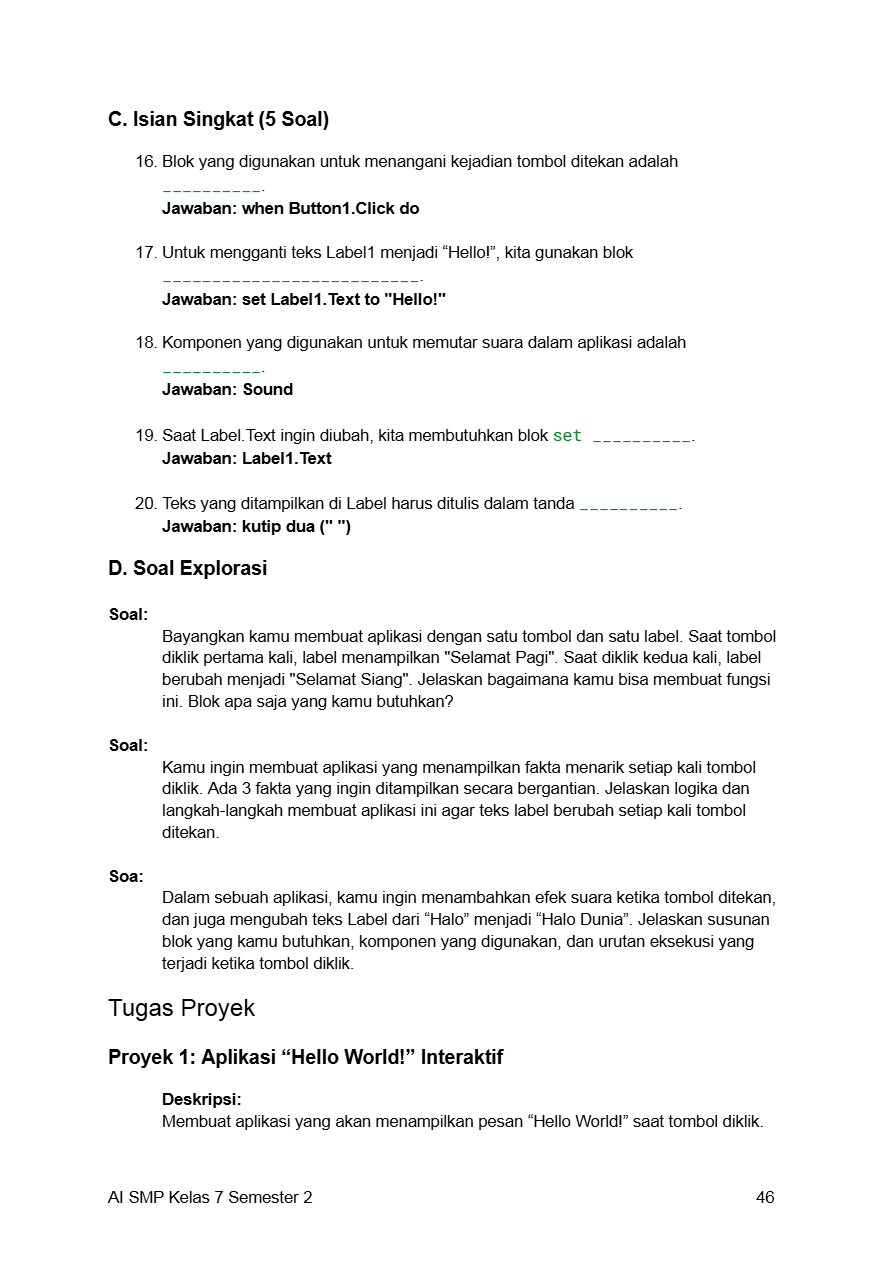 C. Isian Singkat (5 Soal)
16. Blok yang digunakan untuk menangani kejadian tombol ditekan adalah
__________.
Jawaban: when Button1.Click do
17. Untuk mengganti teks Label1 menjadi “Hello!”, kita gunakan blok
__________________________.
Jawaban: set Label1.Text to "Hello!"
18. Komponen yang digunakan untuk memutar suara dalam aplikasi adalah
__________.
Jawaban: Sound
19. Saat Label.Text ingin diubah, kita membutuhkan blok set __________.
Jawaban: Label1.Text
20. Teks yang ditampilkan di Label harus ditulis dalam tanda __________.
Jawaban: kutip dua (" ")
D. Soal Explorasi
Soal:
Bayangkan kamu membuat aplikasi dengan satu tombol dan satu label. Saat tombol
diklik pertama kali, label menampilkan "Selamat Pagi". Saat diklik kedua kali, label
berubah menjadi "Selamat Siang". Jelaskan bagaimana kamu bisa membuat fungsi
ini. Blok apa saja yang kamu butuhkan?
Soal:
Kamu ingin membuat aplikasi yang menampilkan fakta menarik setiap kali tombol
diklik. Ada 3 fakta yang ingin ditampilkan secara bergantian. Jelaskan logika dan
langkah-langkah membuat aplikasi ini agar teks label berubah setiap kali tombol
ditekan.
Soa:
Dalam sebuah aplikasi, kamu ingin menambahkan efek suara ketika tombol ditekan,
dan juga mengubah teks Label dari “Halo” menjadi “Halo Dunia”. Jelaskan susunan
blok yang kamu butuhkan, komponen yang digunakan, dan urutan eksekusi yang
terjadi ketika tombol diklik.
Tugas Proyek
Proyek 1: Aplikasi “Hello World!” Interaktif
Deskripsi:
Membuat aplikasi yang akan menampilkan pesan “Hello World!” saat tombol diklik.
AI SMP Kelas 7 Semester 2 46